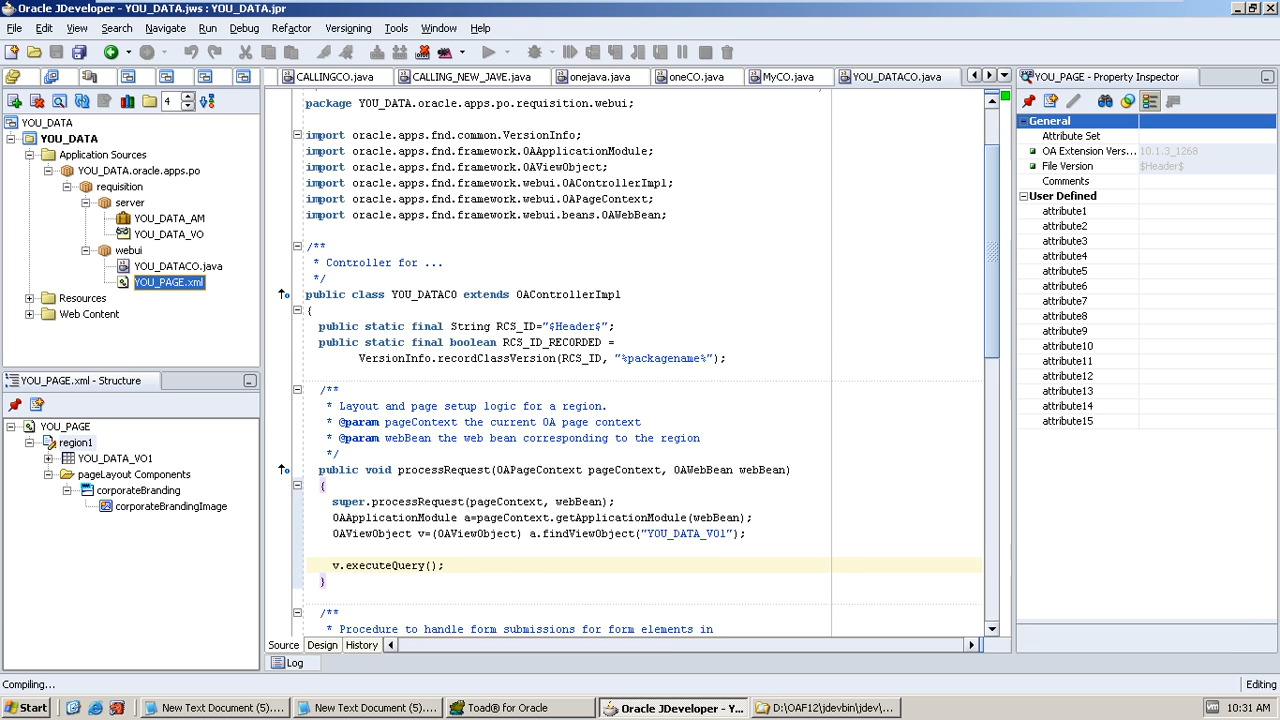 Oracle JDeveloper - YOU_DATA.jws : YOU_DATA.jpr
File Edit View Search Navigate Run Debug Refactor Versioning Tools Window Help
CALLINGCO.java CALLING_NEW_JAVE.java onejava.java oneCO.java MyCO.java YOU_DATACO.java
4
YOU_DATA
YOU_DATA
Application Sources
YOU_DATA.oracle.apps.po
requisition
server
YOU_DATA_AM
YOU_DATA_VO
webui
YOU_DATACO.java
YOU_PAGE.xml
Resources
Web Content
YOU_PAGE.xml - Structure
YOU_PAGE
region1
YOU_DATA_VO1
pageLayout Components
corporateBranding
corporateBrandingImage
package YOU_DATA.oracle.apps.po.requisition.webui;
import oracle.apps.fnd.common.VersionInfo;
import oracle.apps.fnd.framework.OAApplicationModule;
import oracle.apps.fnd.framework.OAViewObject;
import oracle.apps.fnd.framework.webui.OAControllerImpl;
import oracle.apps.fnd.framework.webui.OAPageContext;
import oracle.apps.fnd.framework.webui.beans.OAWebBean;
/**
* Controller for ...
*/
public class YOU_DATACO extends OAControllerImpl
{
public static final String RCS_ID="$Header$";
public static final boolean RCS_ID_RECORDED =
VersionInfo.recordClassVersion(RCS_ID, "%packagename%");
/**
* Layout and page setup logic for a region.
* @param pageContext the current OA page context
* @param webBean the web bean corresponding to the region
*/
public void processRequest(OAPageContext pageContext, OAWebBean webBean)
{
super.processRequest(pageContext, webBean);
OAApplicationModule a=pageContext.getApplicationModule(webBean);
OAViewObject v=(OAViewObject) a.findViewObject("YOU_DATA_VO1");
v.executeQuery();
}
/**
* Procedure to handle form submissions for form elements in
Source Design History
Log
YOU_PAGE - Property Inspector
General
Attribute Set
OA Extension Vers... 10.1.3_1268
File Version $Header$
Comments
User Defined
attribute1
attribute2
attribute3
attribute4
attribute5
attribute6
attribute7
attribute8
attribute9
attribute10
attribute11
attribute12
attribute13
attribute14
attribute15
Compiling... Editing
Start New Text Document (5).... New Text Document (5).... Toad® for Oracle Oracle JDeveloper - Y... D:\OAF12\jdevbin\jdev\... 10:31 AM